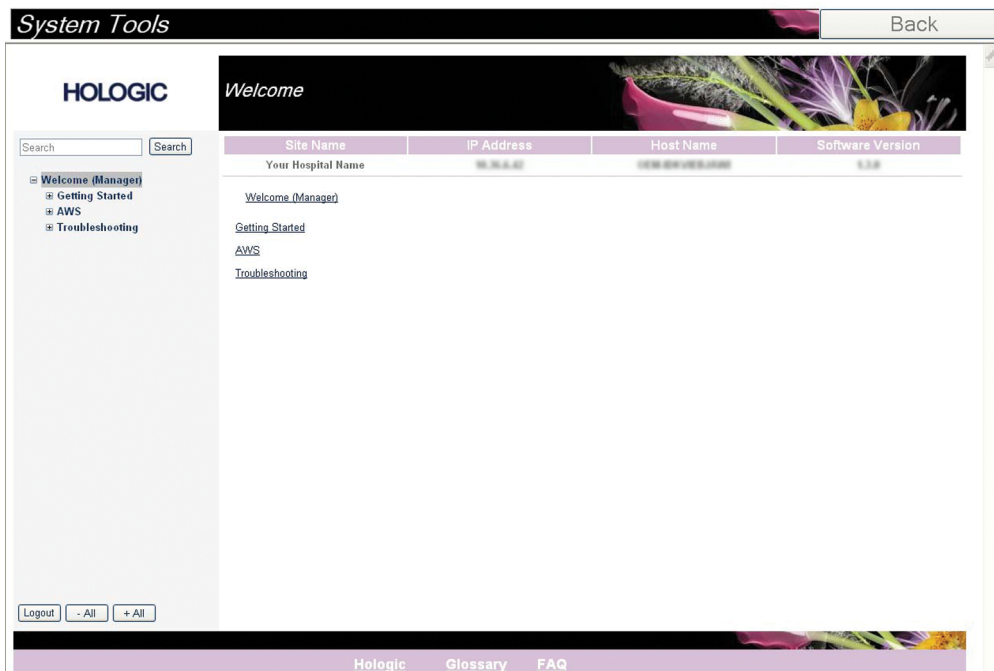 System Tools
Back
HOLOGIC
Welcome
Search
Search
Site Name
IP Address
Host Name
Software Version
Your Hospital Name
Welcome (Manager)
Getting Started
AWS
Troubleshooting
Welcome (Manager)
Getting Started
AWS
Troubleshooting
Logout
- All
+ All
Hologic
Glossary
FAQ